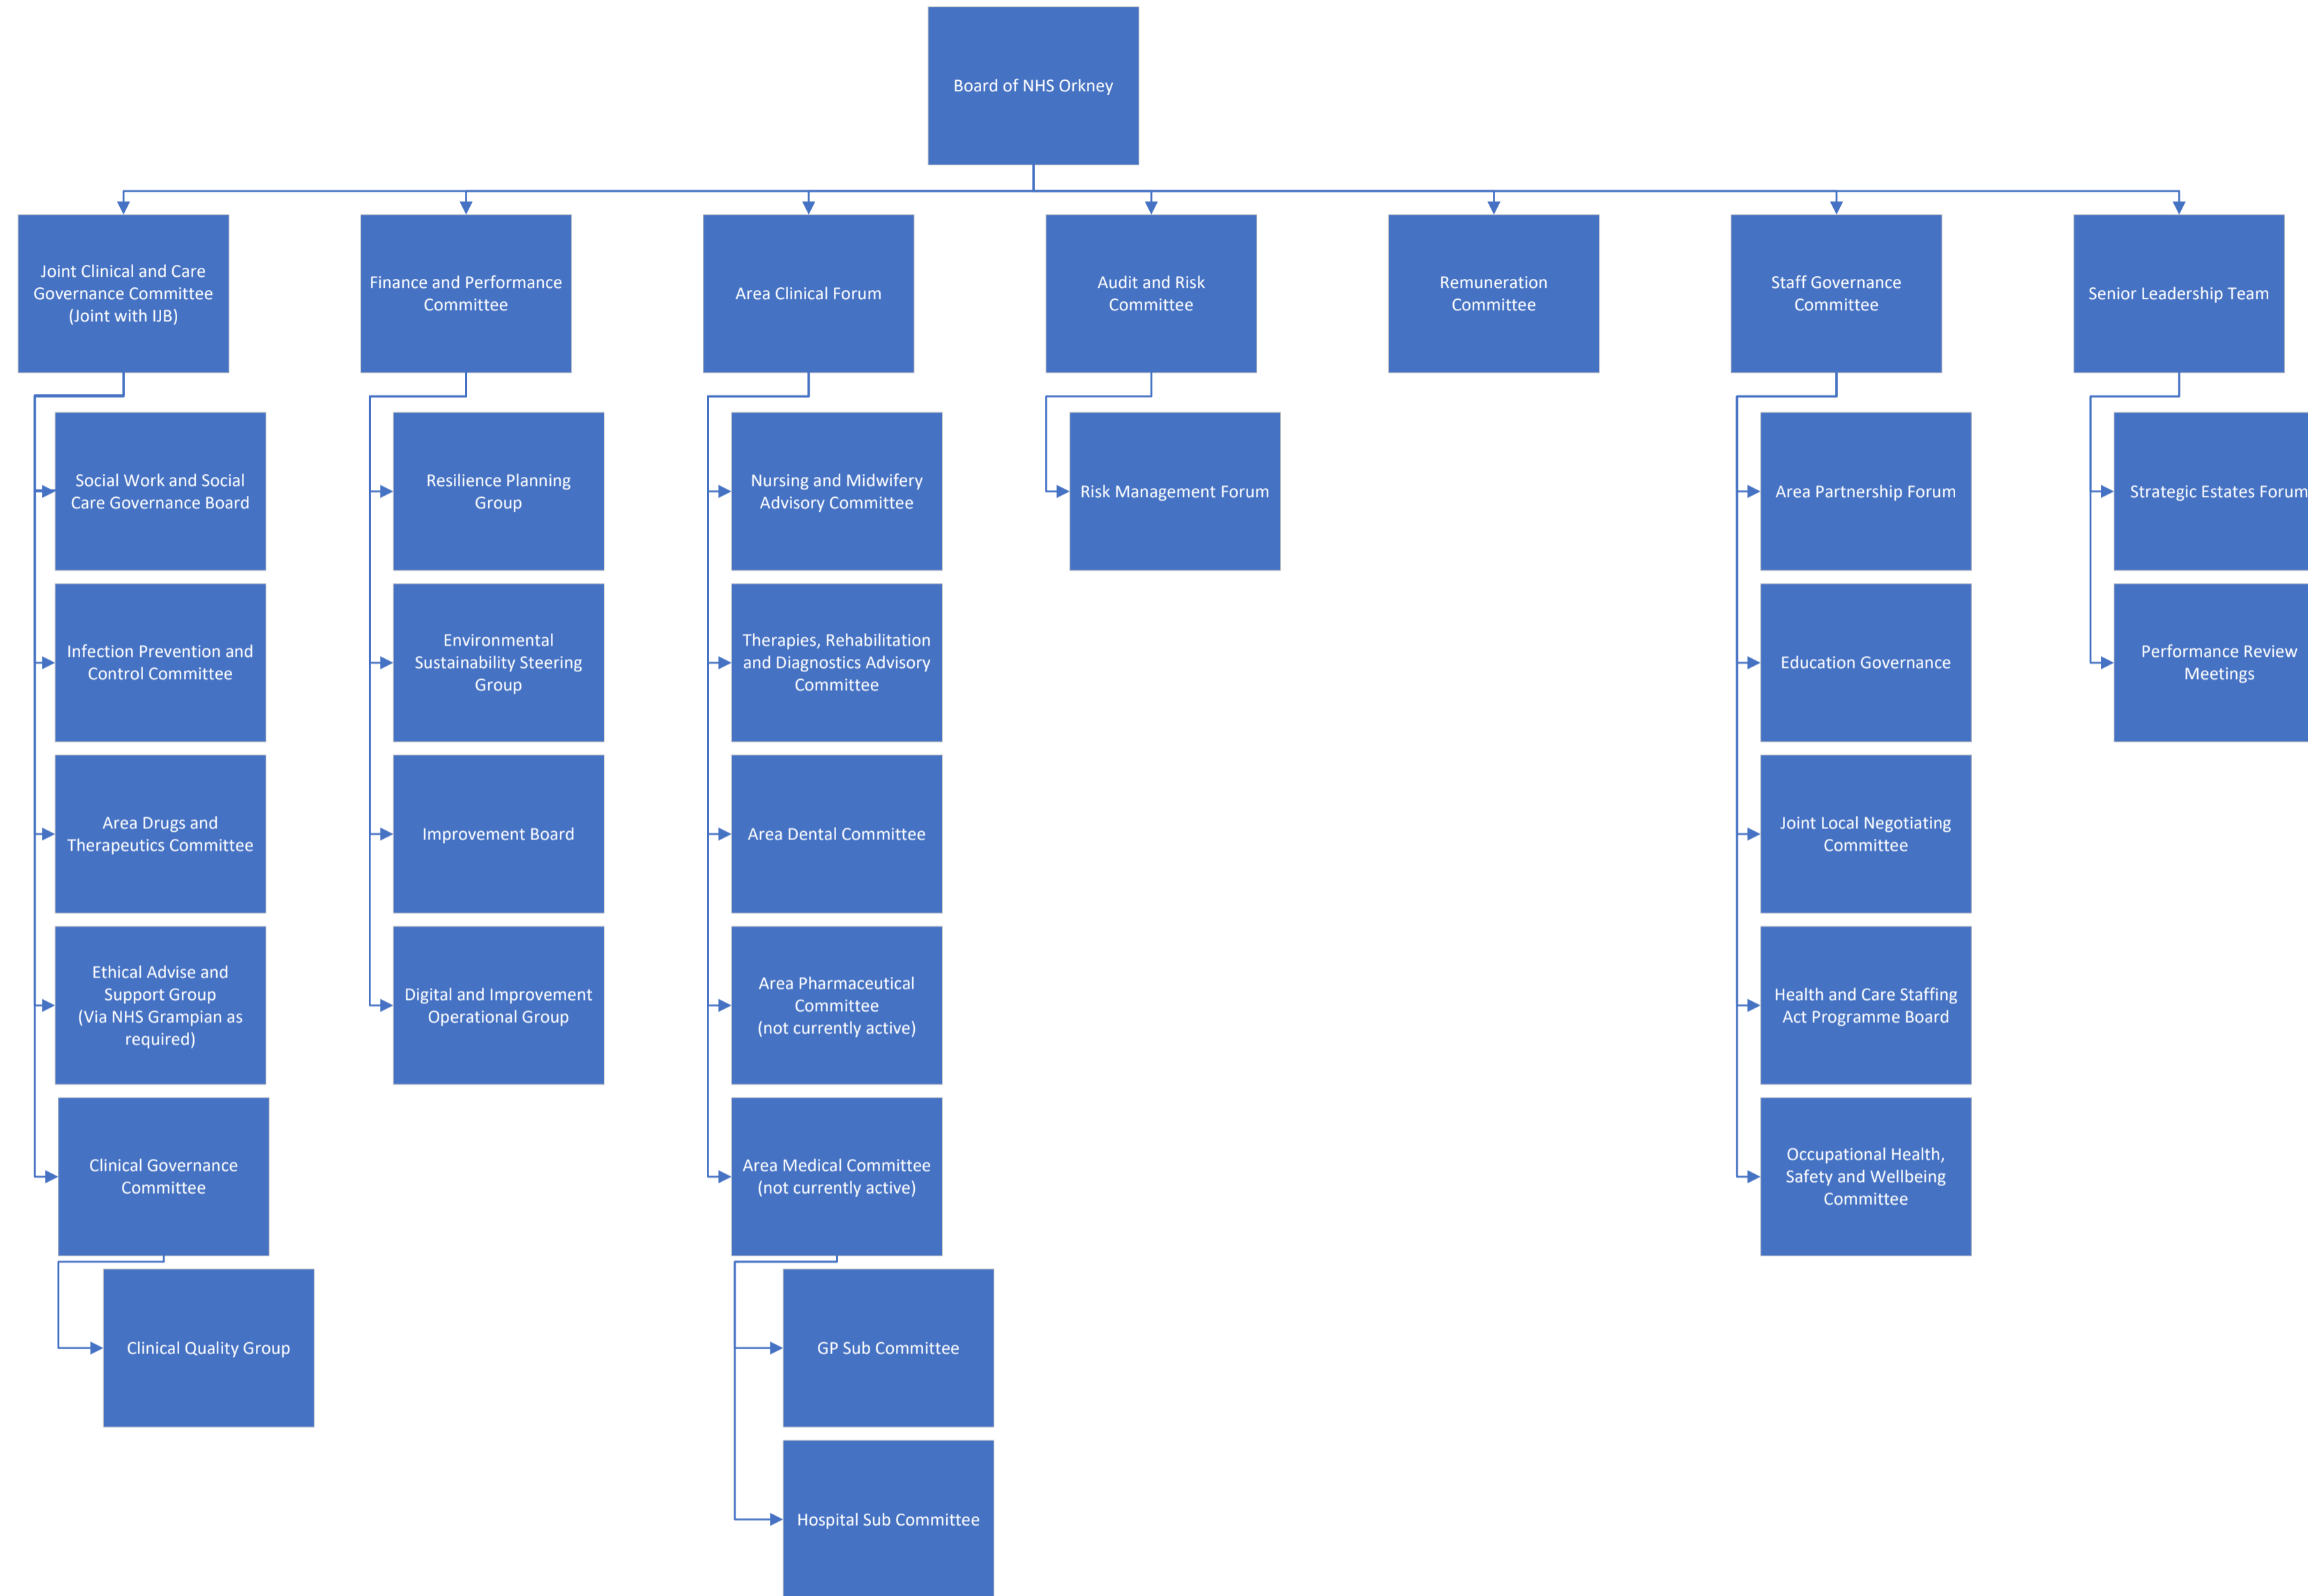 Board of NHS Orkney
Joint Clinical and Care
Governance Committee
(Joint with IJB)
Finance and Performance
Committee
Area Clinical Forum
Audit and Risk
Committee
Remuneration
Committee
Staff Governance
Committee
Senior Leadership Team
Social Work and Social
Care Governance Board
Infection Prevention and
Control Committee
Area Drugs and
Therapeutics Committee
Ethical Advise and
Support Group
(Via NHS Grampian as
required)
Clinical Governance
Committee
Clinical Quality Group
Resilience Planning
Group
Environmental
Sustainability Steering
Group
Improvement Board
Digital and Improvement
Operational Group
Nursing and Midwifery
Advisory Committee
Therapies, Rehabilitation
and Diagnostics Advisory
Committee
Area Dental Committee
Area Pharmaceutical
Committee
(not currently active)
Area Medical Committee
(not currently active)
GP Sub Committee
Hospital Sub Committee
Risk Management Forum
Area Partnership Forum
Education Governance
Joint Local Negotiating
Committee
Health and Care Staffing
Act Programme Board
Occupational Health,
Safety and Wellbeing
Committee
Strategic Estates Forum
Performance Review
Meetings